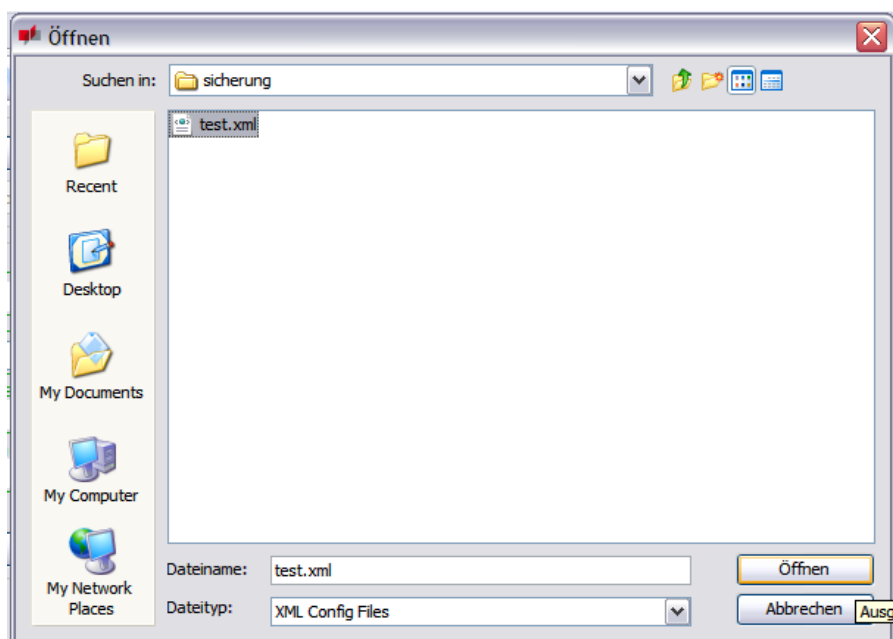 Öffnen
Suchen in: sicherung
test.xml
Recent
Desktop
My Documents
My Computer
My Network
Places
Dateiname: test.xml Öffnen
Dateityp: XML Config Files Abbrechen